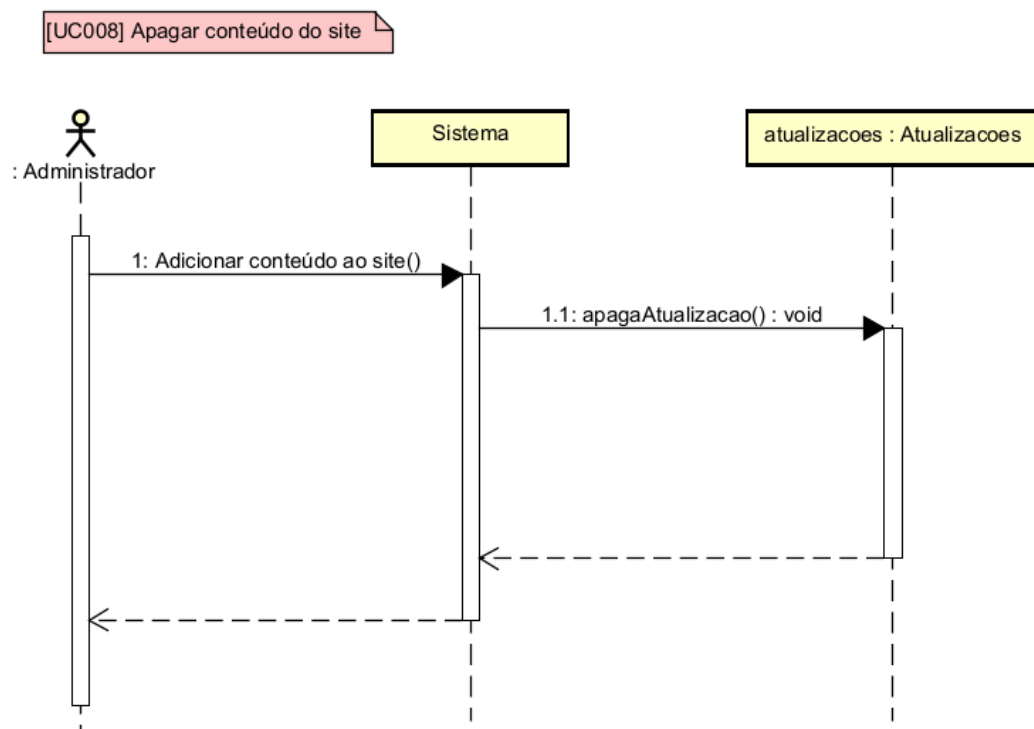 [UC008] Apagar conteúdo do site
: Administrador
Sistema
atualizacoes : Atualizacoes
1: Adicionar conteúdo ao site()
1.1: apagaAtualizacao() : void